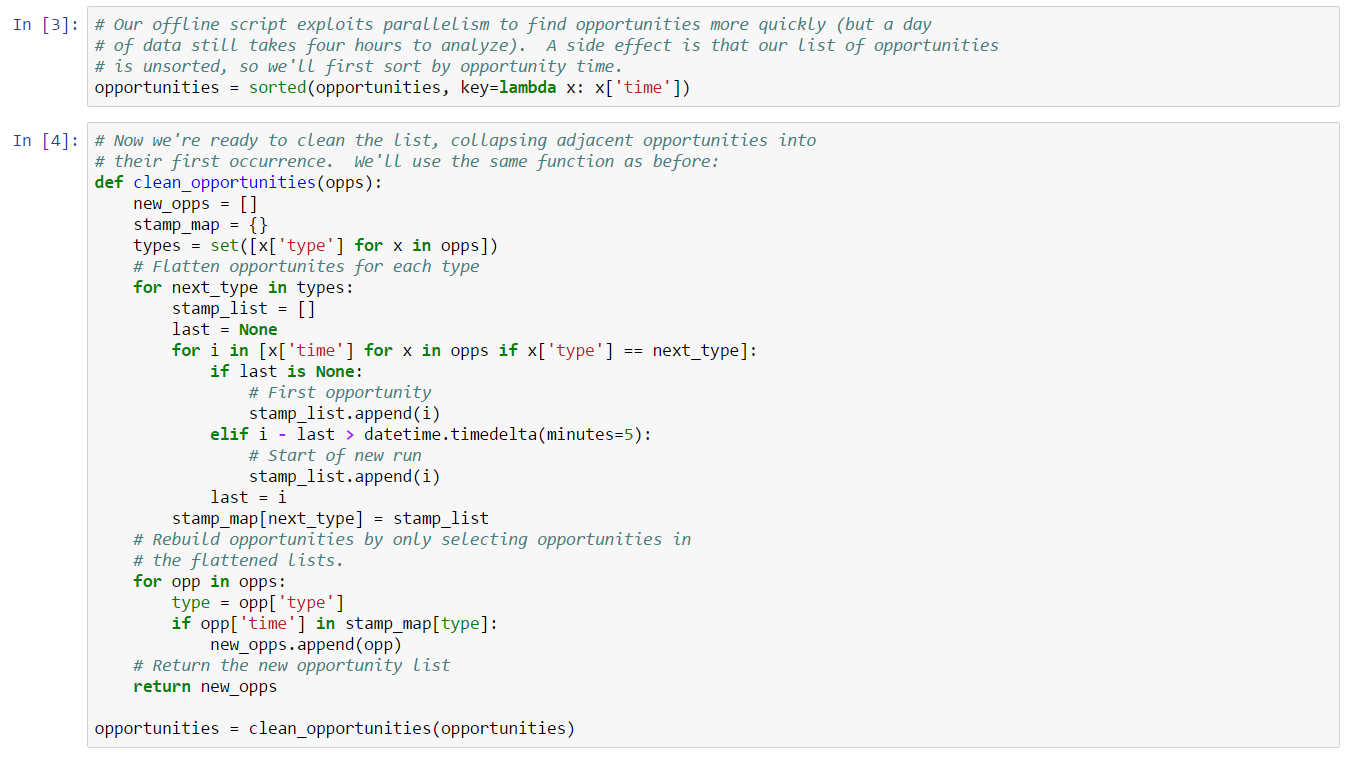 In [3]: # Our offline script exploits parallelism to find opportunities more quickly (but a day
# of data still takes four hours to analyze).  A side effect is that our list of opportunities
# is unsorted, so we'll first sort by opportunity time.
opportunities = sorted(opportunities, key=lambda x: x['time'])
In [4]: # Now we're ready to clean the list, collapsing adjacent opportunities into
# their first occurrence.  We'll use the same function as before:
def clean_opportunities(opps):
    new_opps = []
    stamp_map = {}
    types = set([x['type'] for x in opps])
    # Flatten opportunites for each type
    for next_type in types:
        stamp_list = []
        last = None
        for i in [x['time'] for x in opps if x['type'] == next_type]:
            if last is None:
                # First opportunity
                stamp_list.append(i)
            elif i - last > datetime.timedelta(minutes=5):
                # Start of new run
                stamp_list.append(i)
            last = i
        stamp_map[next_type] = stamp_list
    # Rebuild opportunities by only selecting opportunities in
    # the flattened lists.
    for opp in opps:
        type = opp['type']
        if opp['time'] in stamp_map[type]:
            new_opps.append(opp)
    # Return the new opportunity list
    return new_opps
opportunities = clean_opportunities(opportunities)